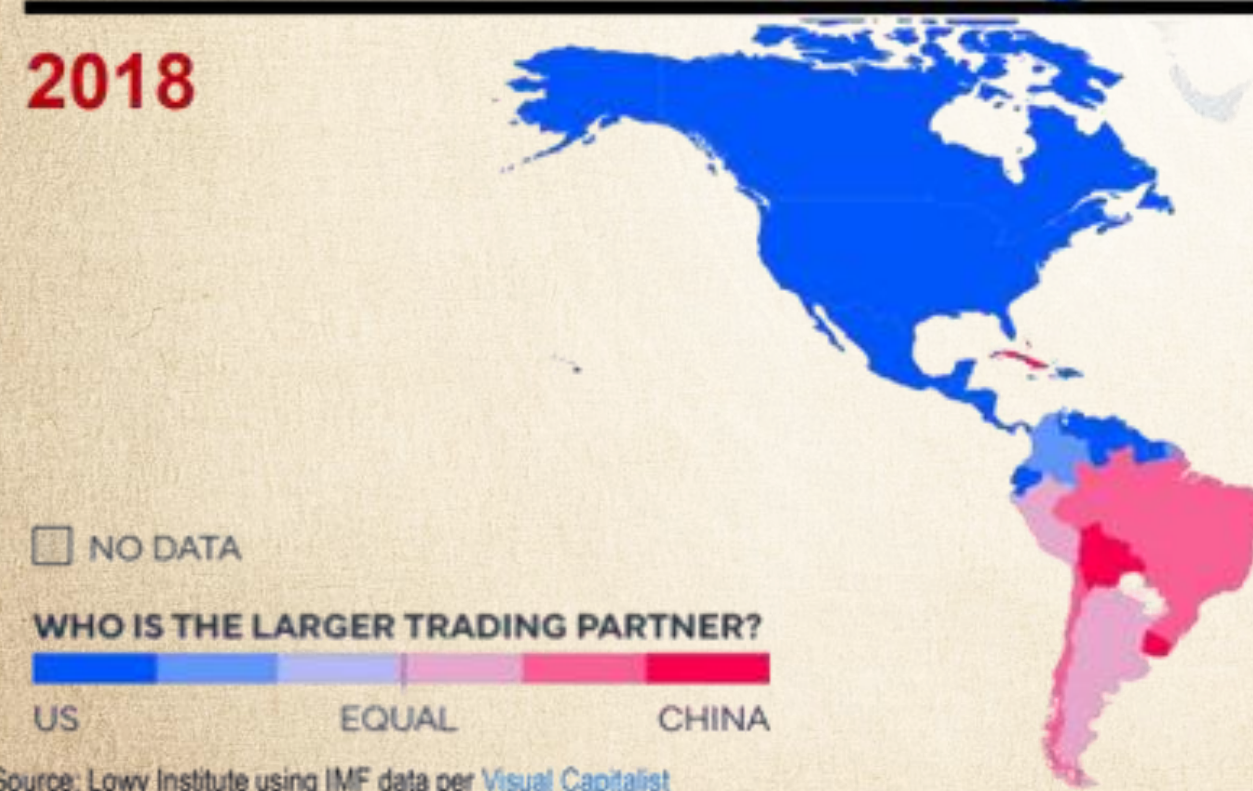 2018
NO DATA
WHO IS THE LARGER TRADING PARTNER?
US EQUAL CHINA
Source: Lowy Institute using IMF data per Visual Capitalist